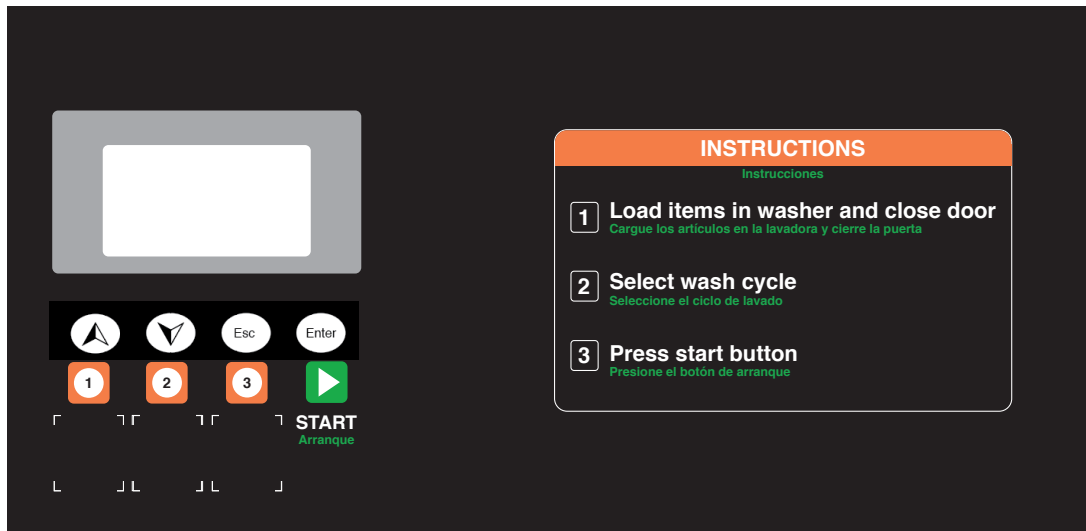 INSTRUCTIONS
Instrucciones
1 Load items in washer and close door
Cargue los artículos en la lavadora y cierre la puerta
2 Select wash cycle
Seleccione el ciclo de lavado
3 Press start button
Presione el botón de arranque
Esc Enter
1 2 3
START
Arranque